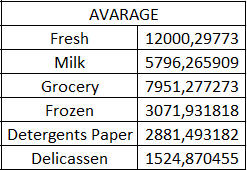 AVARAGE
Fresh 12000,29773
Milk 5796,265909
Grocery 7951,277273
Frozen 3071,931818
Detergents Paper 2881,493182
Delicassen 1524,870455